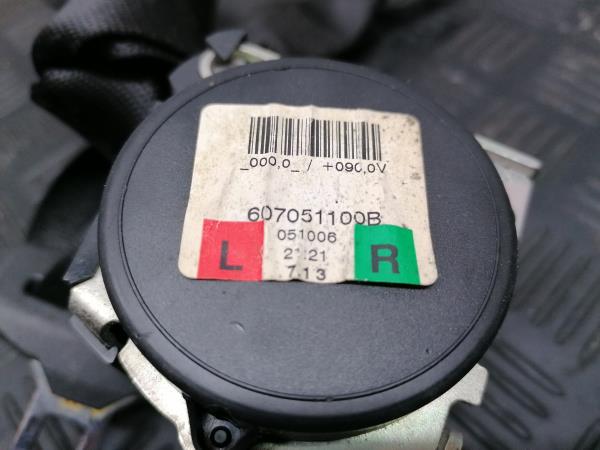 _000,0_ / +090,0V
607051100B
051006
L 21:21 R
7.13